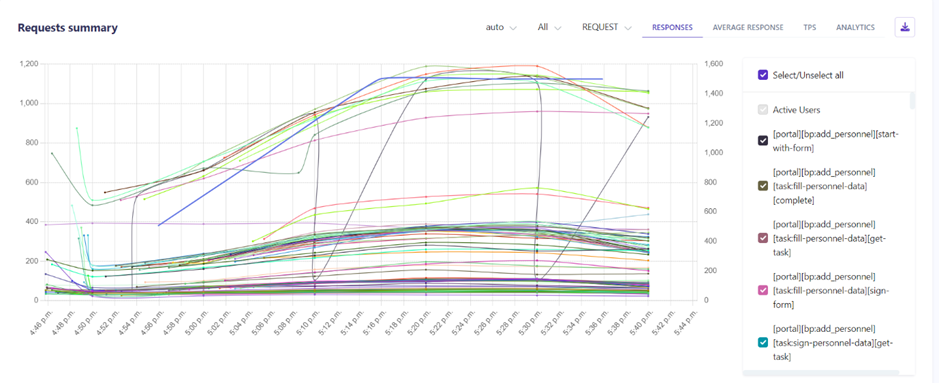 Requests summary
auto All REQUEST RESPONSES AVERAGE RESPONSE TPS ANALYTICS
1,200
1,000
800
600
400
200
0
1,600
1,400
1,200
1,000
800
600
400
200
0
4:46 p.m. 4:48 p.m. 4:50 p.m. 4:52 p.m. 4:54 p.m. 4:56 p.m. 4:58 p.m. 5:00 p.m. 5:02 p.m. 5:04 p.m. 5:06 p.m. 5:08 p.m. 5:10 p.m. 5:12 p.m. 5:14 p.m. 5:16 p.m. 5:18 p.m. 5:20 p.m. 5:22 p.m. 5:24 p.m. 5:26 p.m. 5:28 p.m. 5:30 p.m. 5:32 p.m. 5:34 p.m. 5:36 p.m. 5:38 p.m. 5:40 p.m. 5:42 p.m. 5:44 p.m.
Select/Unselect all
Active Users
[portal][bp:add_personnel][start-
with-form]
[portal][bp:add_personnel]
[task:fill-personnel-data]
[complete]
[portal][bp:add_personnel]
[task:fill-personnel-data][get-
task]
[portal][bp:add_personnel]
[task:fill-personnel-data][sign-
form]
[portal][bp:add_personnel]
[task:sign-personnel-data][get-
task]